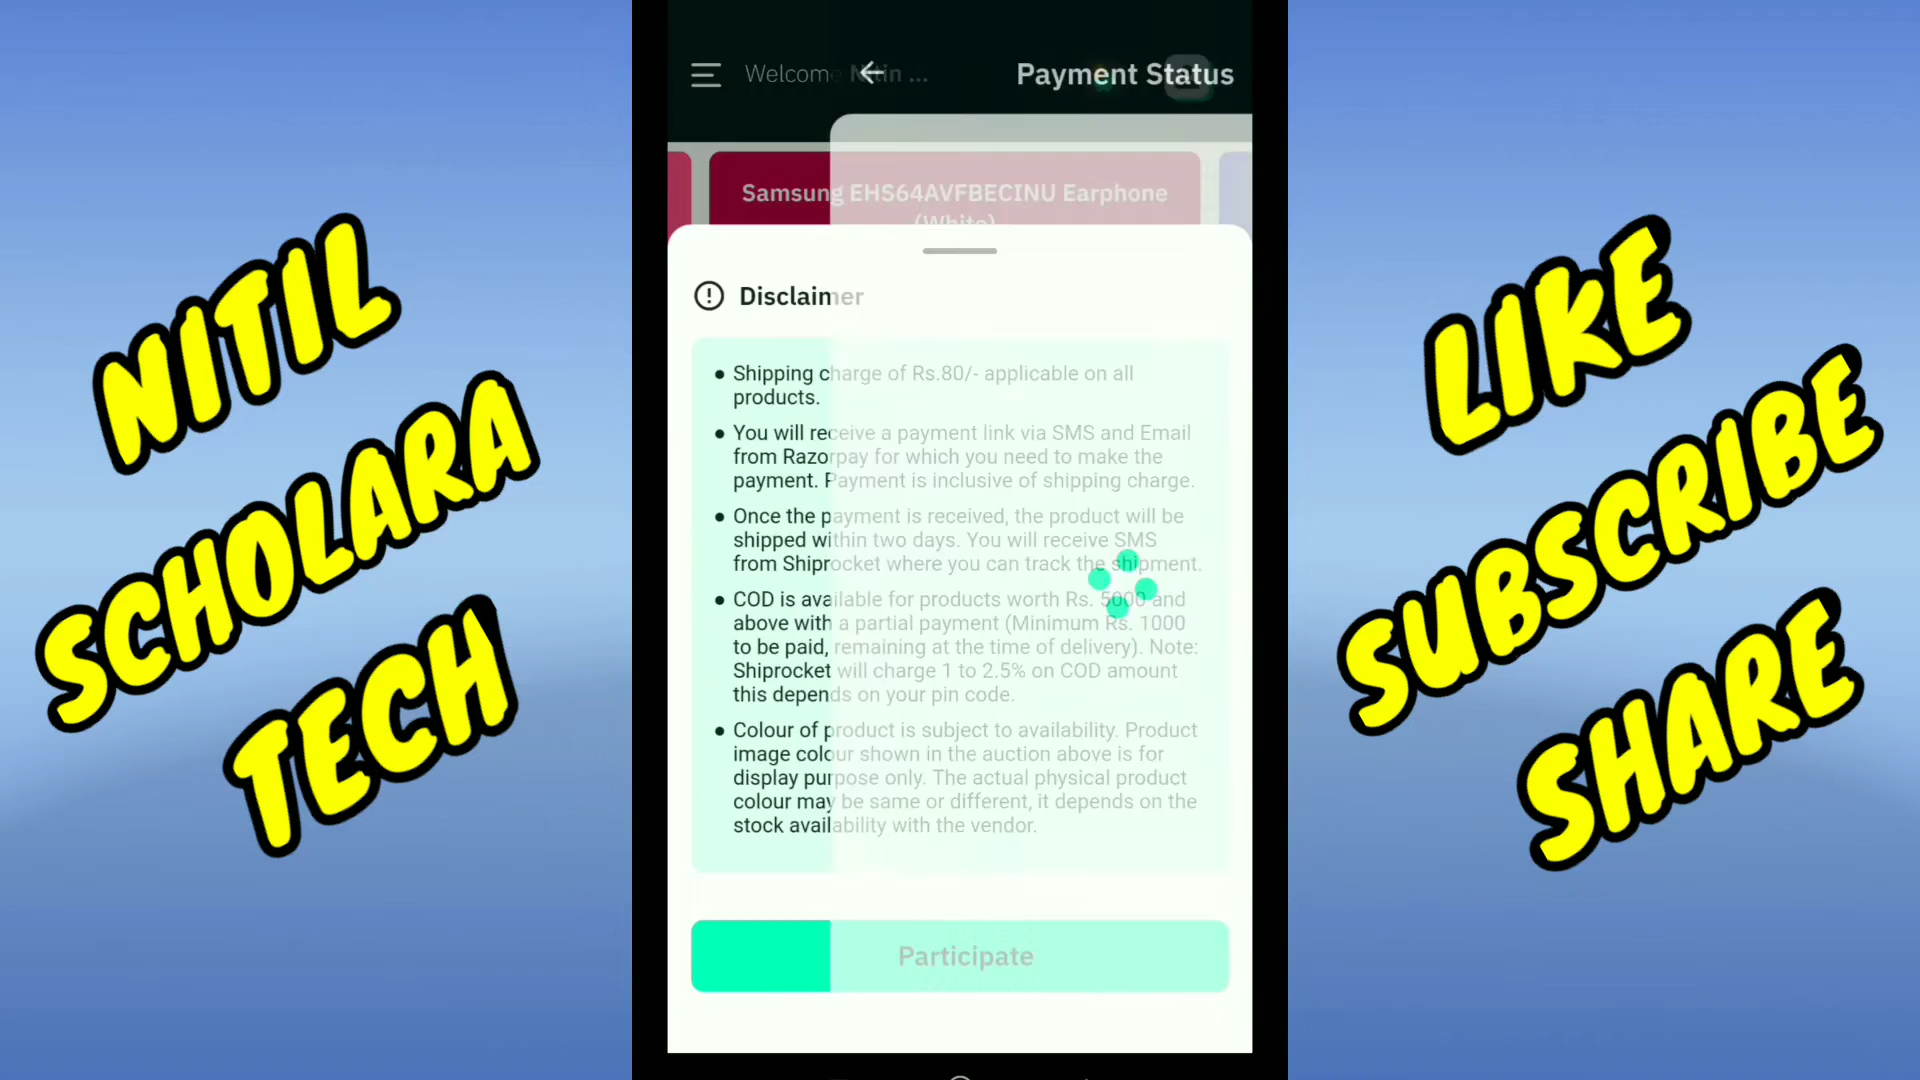 NITIL
SCHOLARA
TECH
Welcome Nitin ...
Payment Status
Samsung EHS64AVFBECINU Earphone
(White)
Disclaimer
• Shipping charge of Rs.80/- applicable on all
products.
• You will receive a payment link via SMS and Email
from Razorpay for which you need to make the
payment. Payment is inclusive of shipping charge.
• Once the payment is received, the product will be
shipped within two days. You will receive SMS
from Shiprocket where you can track the shipment.
• COD is available for products worth Rs. 5000 and
above with a partial payment (Minimum Rs. 1000
to be paid, remaining at the time of delivery). Note:
Shiprocket will charge 1 to 2.5% on COD amount
this depends on your pin code.
• Colour of product is subject to availability. Product
image colour shown in the auction above is for
display purpose only. The actual physical product
colour may be same or different, it depends on the
stock availability with the vendor.
Participate
LIKE
SUBSCRIBE
SHARE